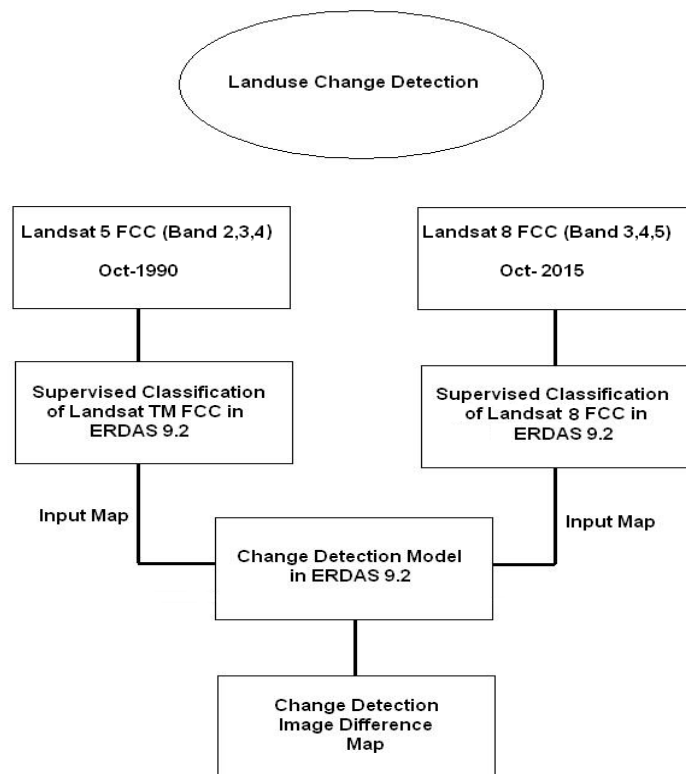 Landuse Change Detection
Landsat 5 FCC (Band 2,3,4)
Oct-1990
Landsat 8 FCC (Band 3,4,5)
Oct- 2015
Supervised Classification
of Landsat TM FCC in
ERDAS 9.2
Supervised Classification
of Landsat 8 FCC in
ERDAS 9.2
Input Map
Input Map
Change Detection Model
in ERDAS 9.2
Change Detection
Image Difference
Map